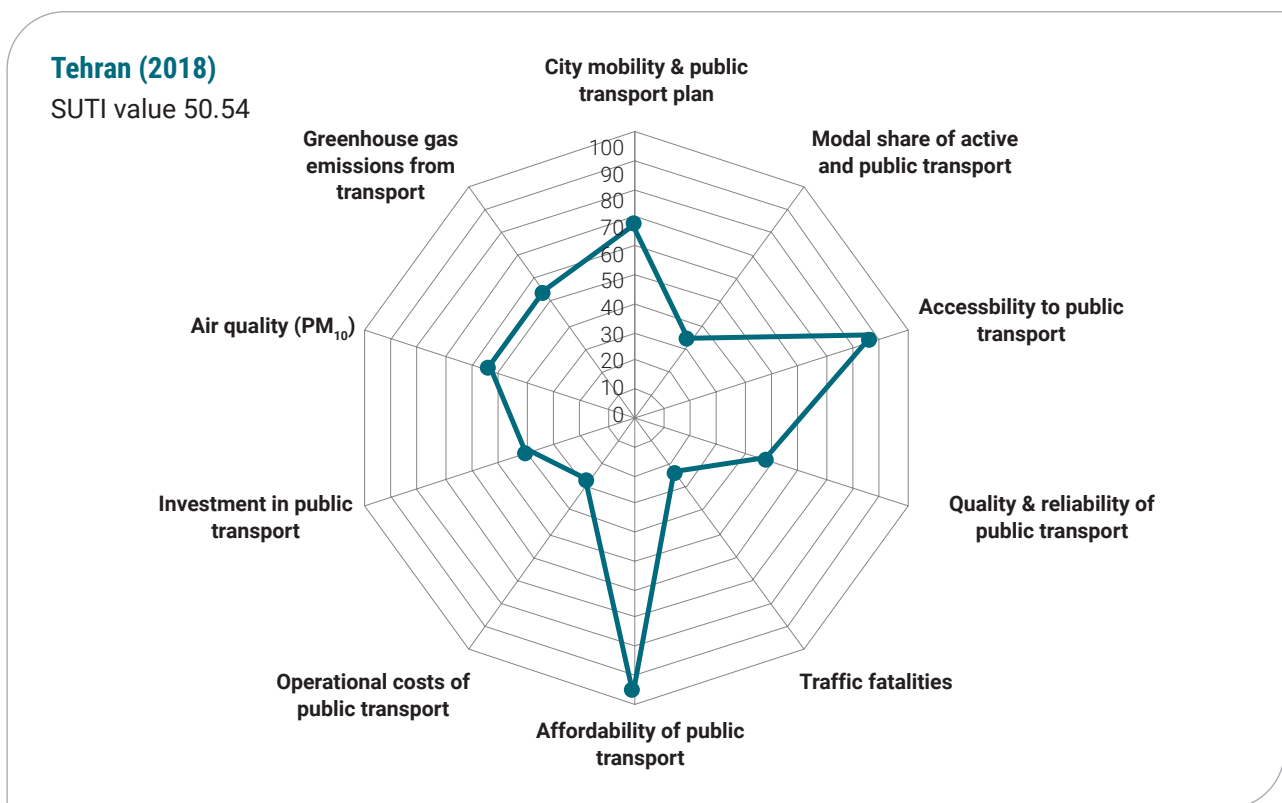 Tehran (2018)
SUTI value 50.54
City mobility & public
transport plan
Modal share of active
and public transport
Accessbility to public
transport
Quality & reliability of
public transport
Traffic fatalities
Affordability of public
transport
Operational costs of
public transport
Investment in public
transport
Air quality (PM₁₀)
Greenhouse gas
emissions from
transport
100
90
80
70
60
50
40
30
20
10
0